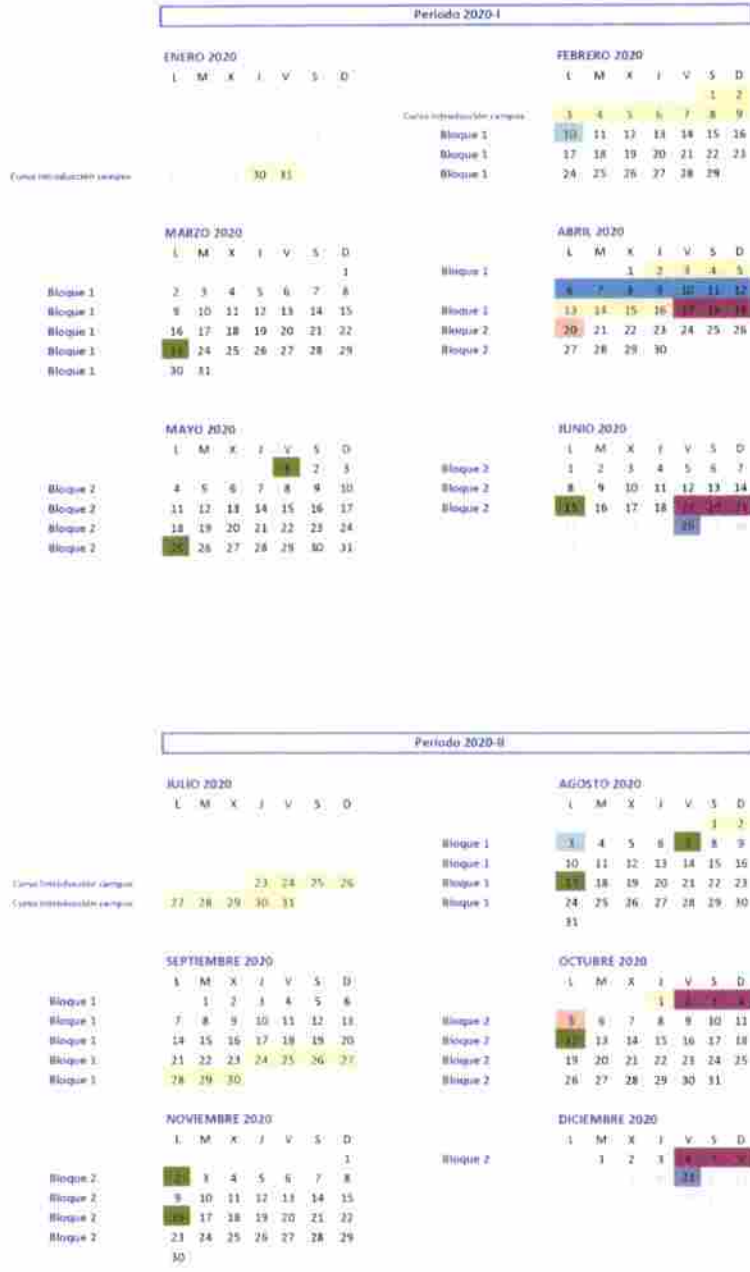 Periodo 2020-I
ENERO 2020
L M X J V S D
Curso introducción campus 30 31
FEBRERO 2020
L M X J V S D
1 2
Curso introducción campus 3 4 5 6 7 8 9
Bloque 1 10 11 12 13 14 15 16
Bloque 1 17 18 19 20 21 22 23
Bloque 1 24 25 26 27 28 29
MARZO 2020
L M X J V S D
1
Bloque 1 2 3 4 5 6 7 8
Bloque 1 9 10 11 12 13 14 15
Bloque 1 16 17 18 19 20 21 22
Bloque 1 23 24 25 26 27 28 29
Bloque 1 30 31
ABRIL 2020
L M X J V S D
Bloque 1 1 2 3 4 5
6 7 8 9 10 11 12
Bloque 1 13 14 15 16 17 18 19
Bloque 2 20 21 22 23 24 25 26
Bloque 2 27 28 29 30
MAYO 2020
L M X J V S D
1 2 3
Bloque 2 4 5 6 7 8 9 10
Bloque 2 11 12 13 14 15 16 17
Bloque 2 18 19 20 21 22 23 24
Bloque 2 25 26 27 28 29 30 31
JUNIO 2020
L M X J V S D
Bloque 2 1 2 3 4 5 6 7
Bloque 2 8 9 10 11 12 13 14
Bloque 2 15 16 17 18 19 20 21
26
Periodo 2020-II
JULIO 2020
L M X J V S D
Curso introducción campus 23 24 25 26
Curso introducción campus 27 28 29 30 31
AGOSTO 2020
L M X J V S D
1 2
Bloque 1 3 4 5 6 7 8 9
Bloque 1 10 11 12 13 14 15 16
Bloque 1 17 18 19 20 21 22 23
Bloque 1 24 25 26 27 28 29 30
31
SEPTIEMBRE 2020
L M X J V S D
Bloque 1 1 2 3 4 5 6
Bloque 1 7 8 9 10 11 12 13
Bloque 1 14 15 16 17 18 19 20
Bloque 1 21 22 23 24 25 26 27
Bloque 1 28 29 30
OCTUBRE 2020
L M X J V S D
1 2 3 4
Bloque 2 5 6 7 8 9 10 11
Bloque 2 12 13 14 15 16 17 18
Bloque 2 19 20 21 22 23 24 25
Bloque 2 26 27 28 29 30 31
NOVIEMBRE 2020
L M X J V S D
1
Bloque 2 2 3 4 5 6 7 8
Bloque 2 9 10 11 12 13 14 15
Bloque 2 16 17 18 19 20 21 22
Bloque 2 23 24 25 26 27 28 29
30
DICIEMBRE 2020
L M X J V S D
Bloque 2 1 2 3 4 5 6
11